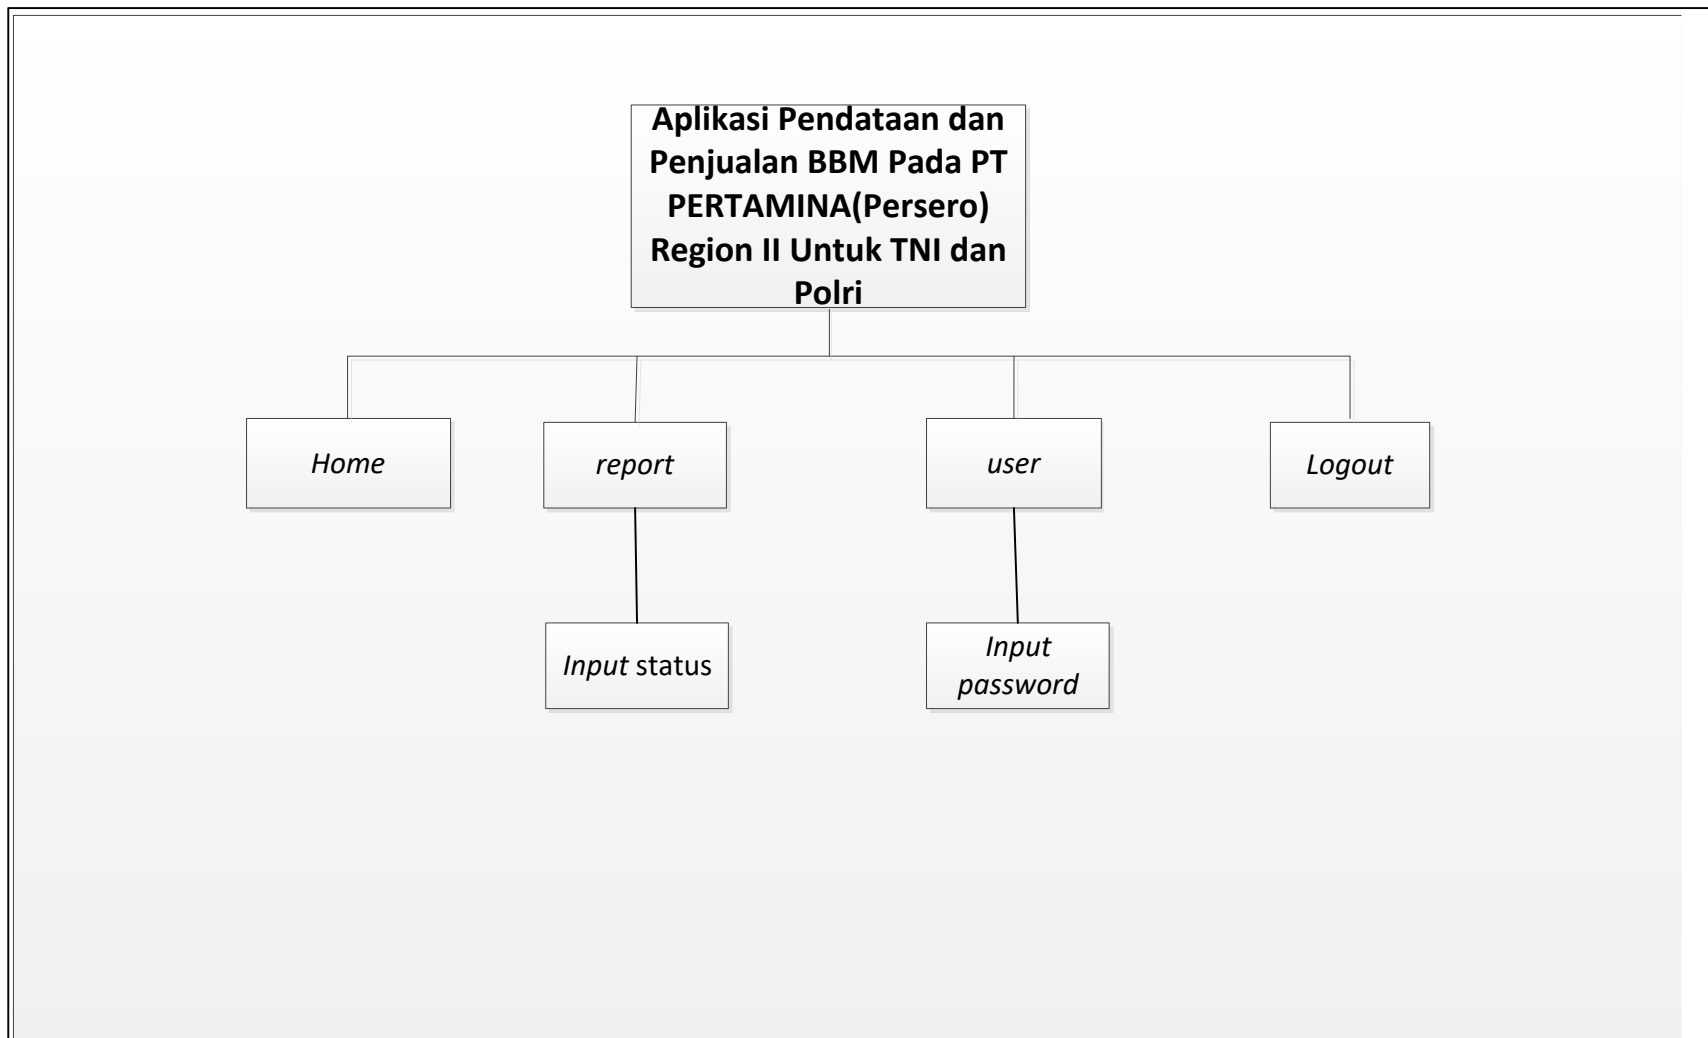 Aplikasi Pendataan dan
Penjualan BBM Pada PT
PERTAMINA(Persero)
Region II Untuk TNI dan
Polri
Home
report
user
Logout
Input status
Input
password